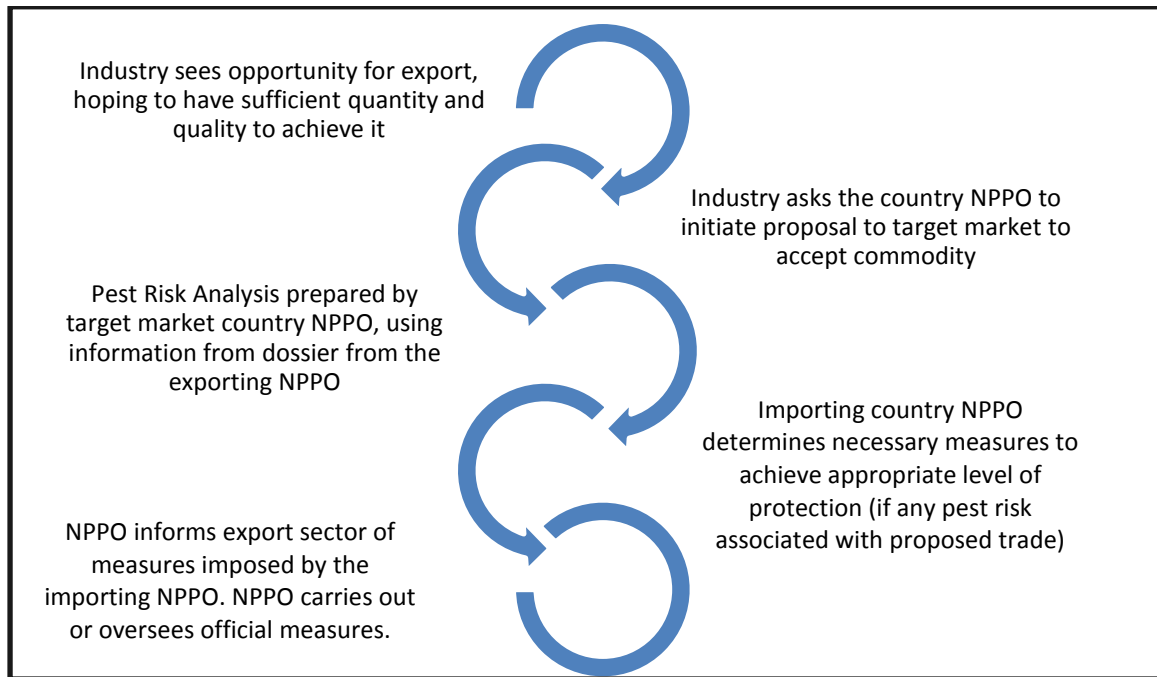 Industry sees opportunity for export,
hoping to have sufficient quantity and
quality to achieve it
Industry asks the country NPPO to
initiate proposal to target market to
accept commodity
Pest Risk Analysis prepared by
target market country NPPO, using
information from dossier from the
exporting NPPO
Importing country NPPO
determines necessary measures to
achieve appropriate level of
protection (if any pest risk
associated with proposed trade)
NPPO informs export sector of
measures imposed by the
importing NPPO. NPPO carries out
or oversees official measures.